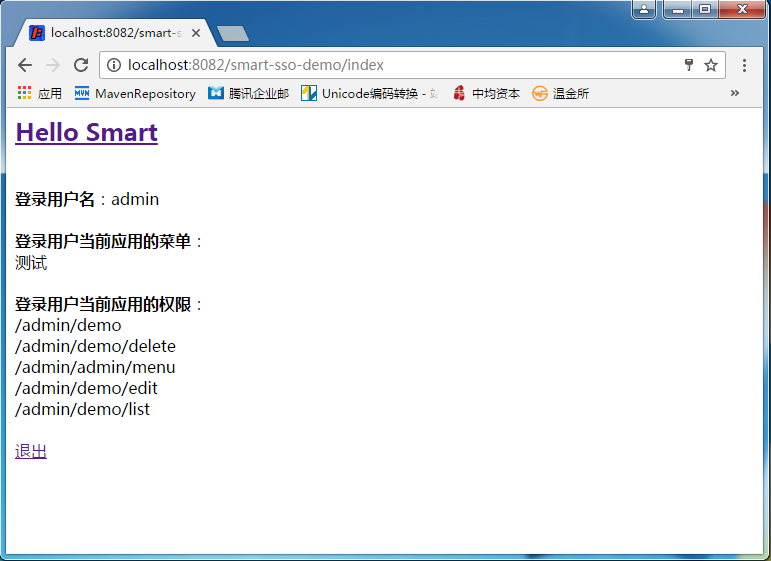 localhost:8082/smart-s
localhost:8082/smart-sso-demo/index
应用 MavenRepository 腾讯企业邮 Unicode编码转换 - 中均资本 温金所 »
Hello Smart
登录用户名：admin
登录用户当前应用的菜单：
测试
登录用户当前应用的权限：
/admin/demo
/admin/demo/delete
/admin/admin/menu
/admin/demo/edit
/admin/demo/list
退出